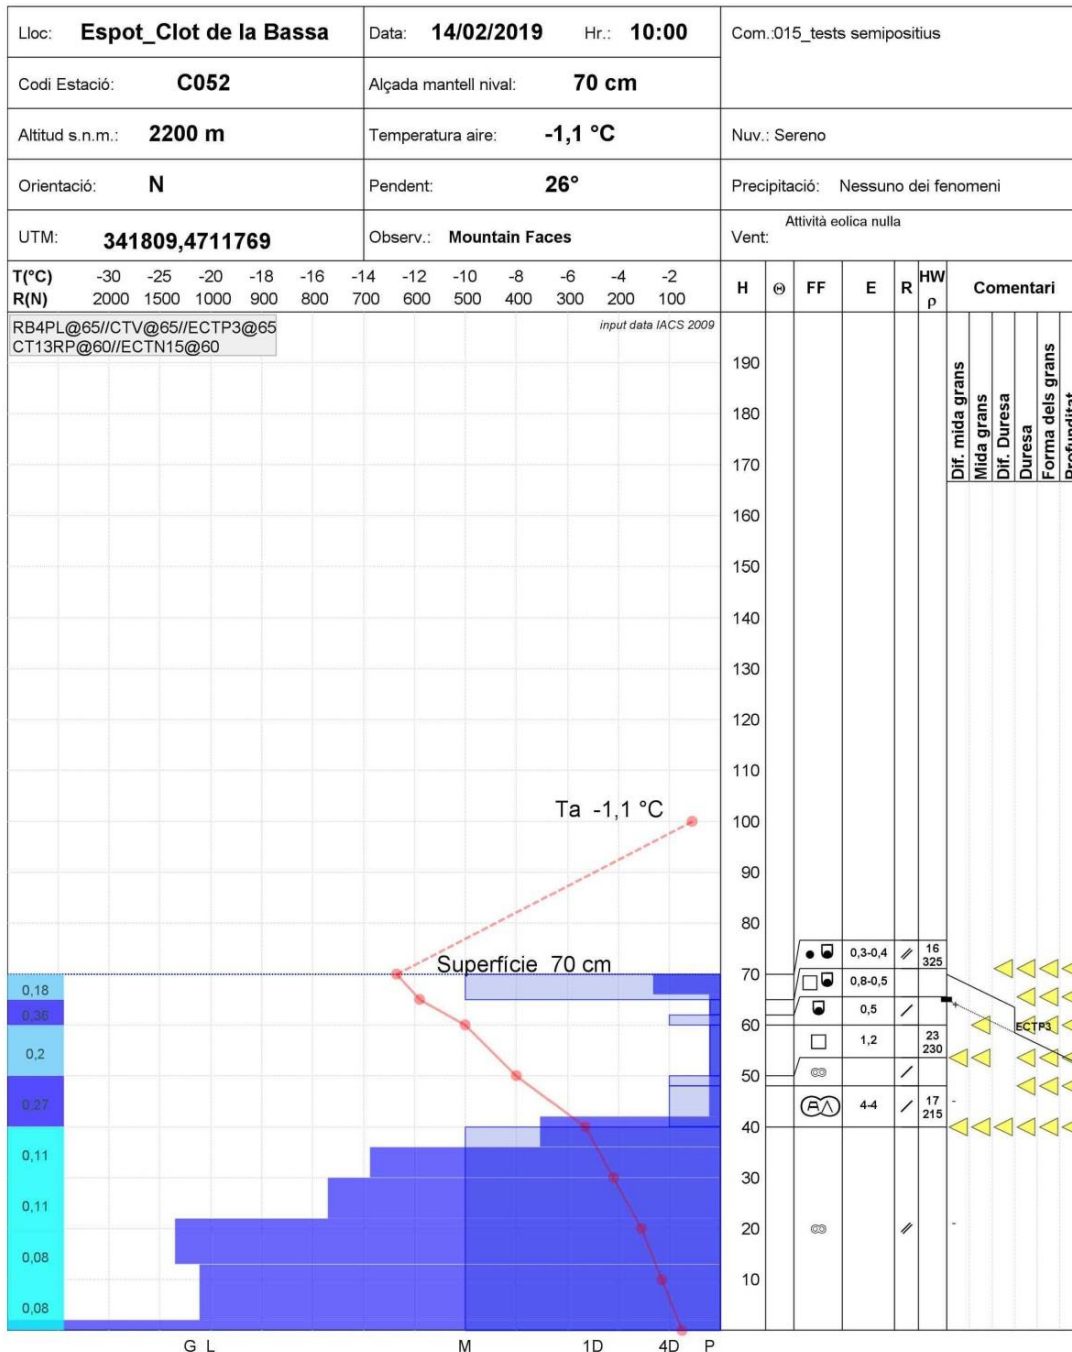 Lloc: Espot_Clot de la Bassa Data: 14/02/2019 Hr.: 10:00 Com.:015_tests semipositius
Codi Estació: C052 Alçada mantell nival: 70 cm
Altitud s.n.m.: 2200 m Temperatura aire: -1,1 °C Nuv.: Sereno
Orientació: N Pendent: 26° Precipitació: Nessuno dei fenomeni
UTM: 341809,4711769 Observ.: Mountain Faces Vent: Attività eolica nulla
T(°C) -30 -25 -20 -18 -16 -14 -12 -10 -8 -6 -4 -2
R(N) 2000 1500 1000 900 800 700 600 500 400 300 200 100
H Θ FF E R HW ρ Comentari
RB4PL@65//CTV@65//ECTP3@65
CT13RP@60//ECTN15@60
input data IACS 2009
Dif. mida grans
Mida grans
Dif. Duresa
Duresa
Forma dels grans
Profunditat
190
180
170
160
150
140
130
120
110
Ta -1,1 °C
100
90
80
Superfície 70 cm
70
60
50
40
30
20
10
0,3-0,4 16
325
0,8-0,5
0,5
1,2 23
230
4-4 17
215
ECTP3
0,18
0,36
0,2
0,27
0,11
0,11
0,08
0,08
G L M 1D 4D P